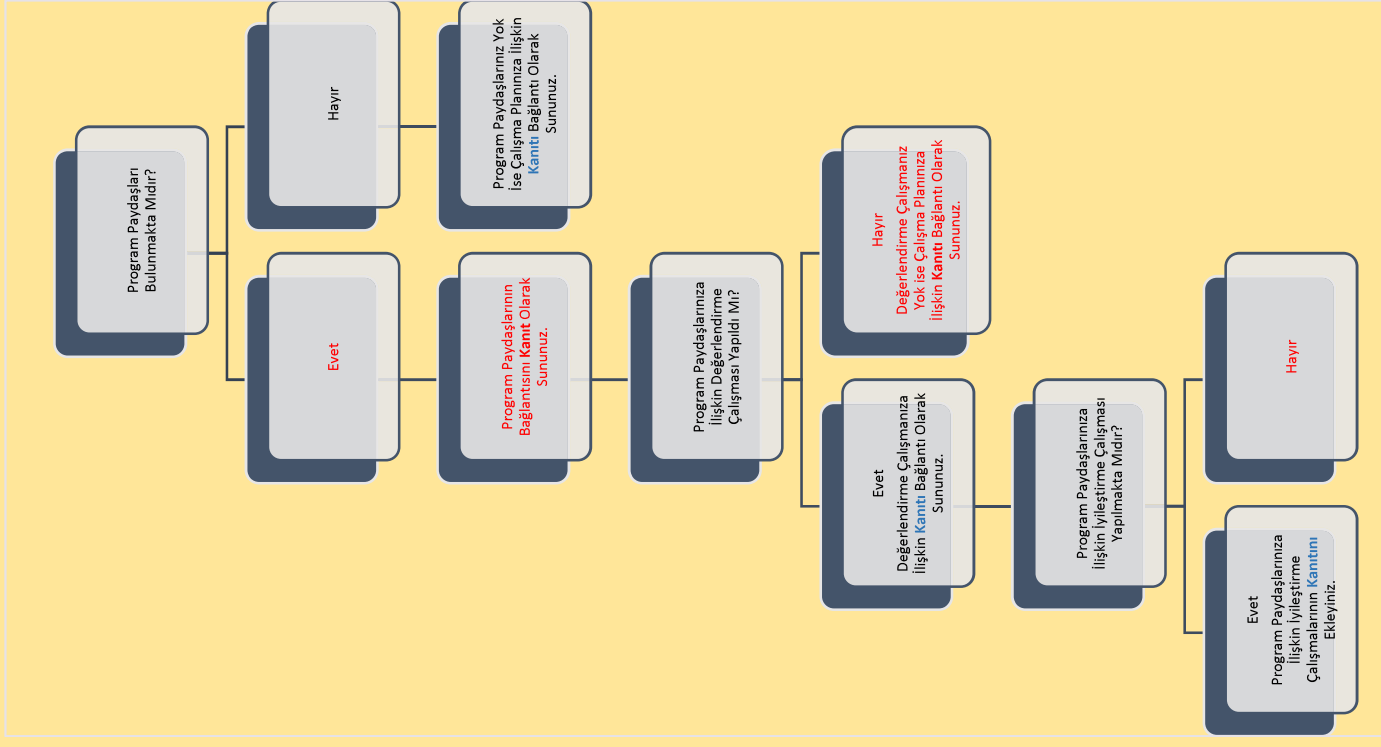 Program Paydaşları
Bulunmakta Mıdır?
Evet
Hayır
Program Paydaşlarının
Bağlantısını Kanıt Olarak
Sununuz.
Program Paydaşlarınız Yok
İse Çalışma Planınıza İlişkin
Kanıtı Bağlantı Olarak
Sununuz.
Program Paydaşlarınıza
İlişkin Değerlendirme
Çalışması Yapıldı Mı?
Evet
Değerlendirme Çalışmanıza
İlişkin Kanıtı Bağlantı Olarak
Sununuz.
Hayır
Değerlendirme Çalışmanız
Yok ise Çalışma Planınıza
İlişkin Kanıtı Bağlantı Olarak
Sununuz.
Program Paydaşlarınıza
İlişkin İyileştirme Çalışması
Yapılmakta Mıdır?
Evet
Program Paydaşlarınıza
İlişkin İyileştirme
Çalışmalarının Kanıtını
Ekleyiniz.
Hayır